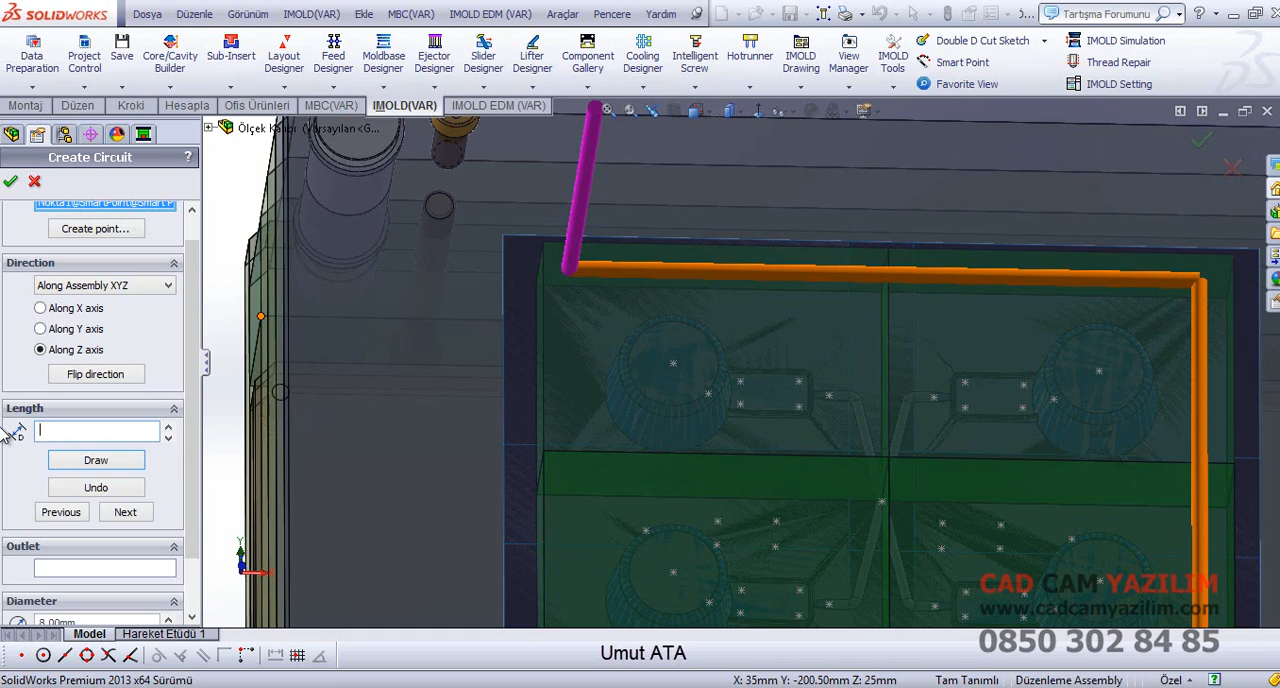 SOLIDWORKS Dosya Düzenle Görünüm IMOLD(VAR) Ekle MBC(VAR) IMOLD EDM (VAR) Araçlar Pencere Yardım Tartışma Forumunu
Data Preparation
Project Control
Save
Core/Cavity Builder
Sub-Insert
Layout Designer
Feed Designer
Moldbase Designer
Ejector Designer
Slider Designer
Lifter Designer
Component Gallery
Cooling Designer
Intelligent Screw
Hotrunner
IMOLD Drawing
View Manager
IMOLD Tools
Double D Cut Sketch
Smart Point
Favorite View
IMOLD Simulation
Thread Repair
IMOLD Setting
Montaj Düzen Kroki Hesapla Ofis Ürünleri MBC(VAR) IMOLD(VAR) IMOLD EDM (VAR)
Ölçek Kalıbı (Varsayılan<G...
Create Circuit ?
Nokta1@SmartPoint@Smart P
Create point...
Direction
Along Assembly XYZ
Along X axis
Along Y axis
Along Z axis
Flip direction
Length
D
Draw
Undo
Previous Next
Outlet
Diameter
8.00mm
Y
CAD CAM YAZILIM
www.cadcamyazilim.com
0850 302 84 85
Model Hareket Etüdü 1
Umut ATA
SolidWorks Premium 2013 x64 Sürümü X: 35mm Y: -200.50mm Z: 25mm Tam Tanımlı Düzenleme Assembly Özel